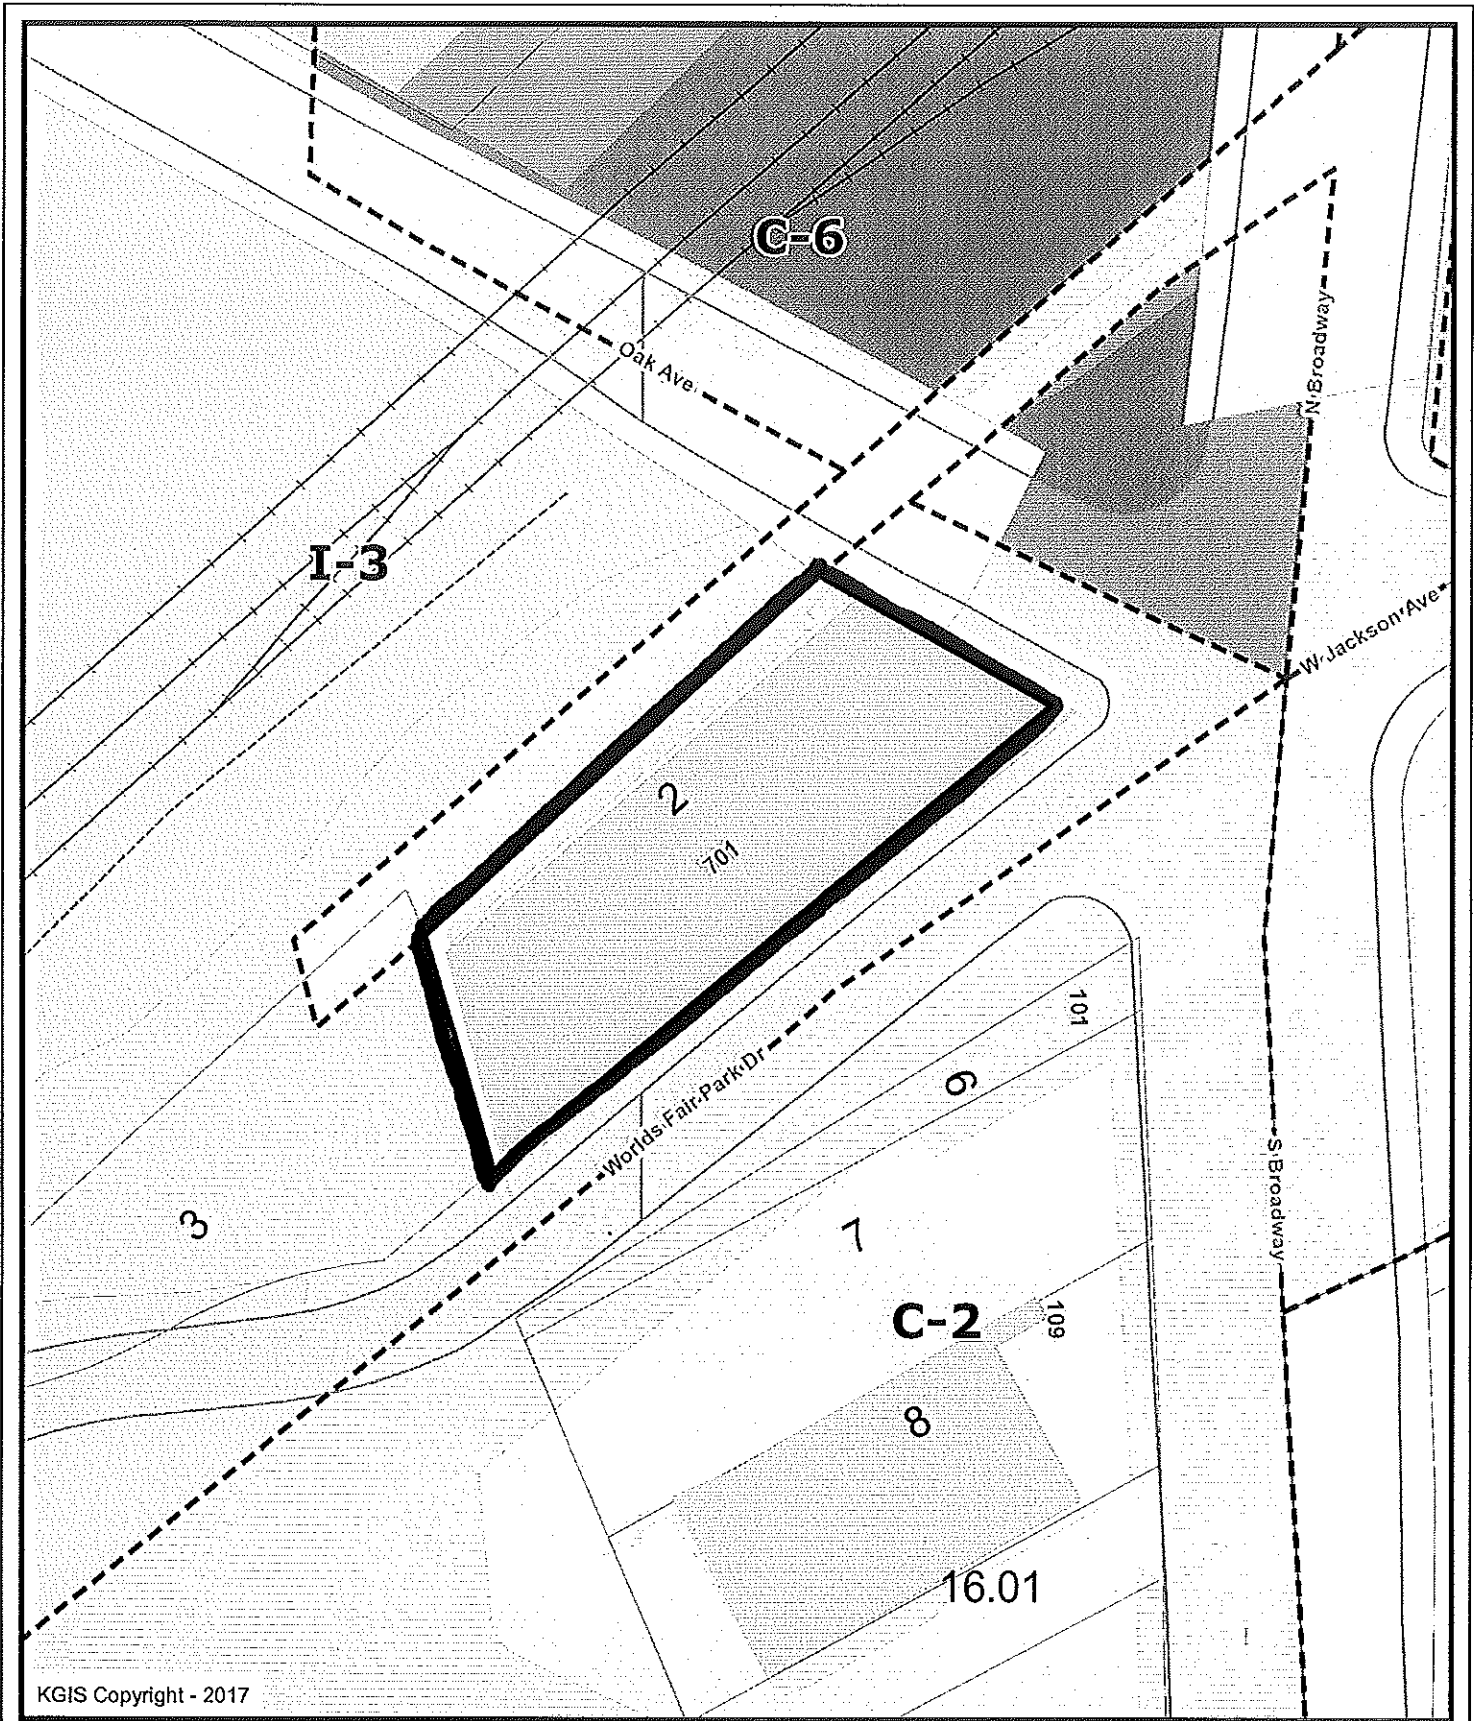 C-6
N Broadway
Oak Ave
I-3
W Jackson Ave
2
701
101
6
Worlds Fair Park Dr
S Broadway
3
7
C-2
109
8
16.01
KGIS Copyright - 2017